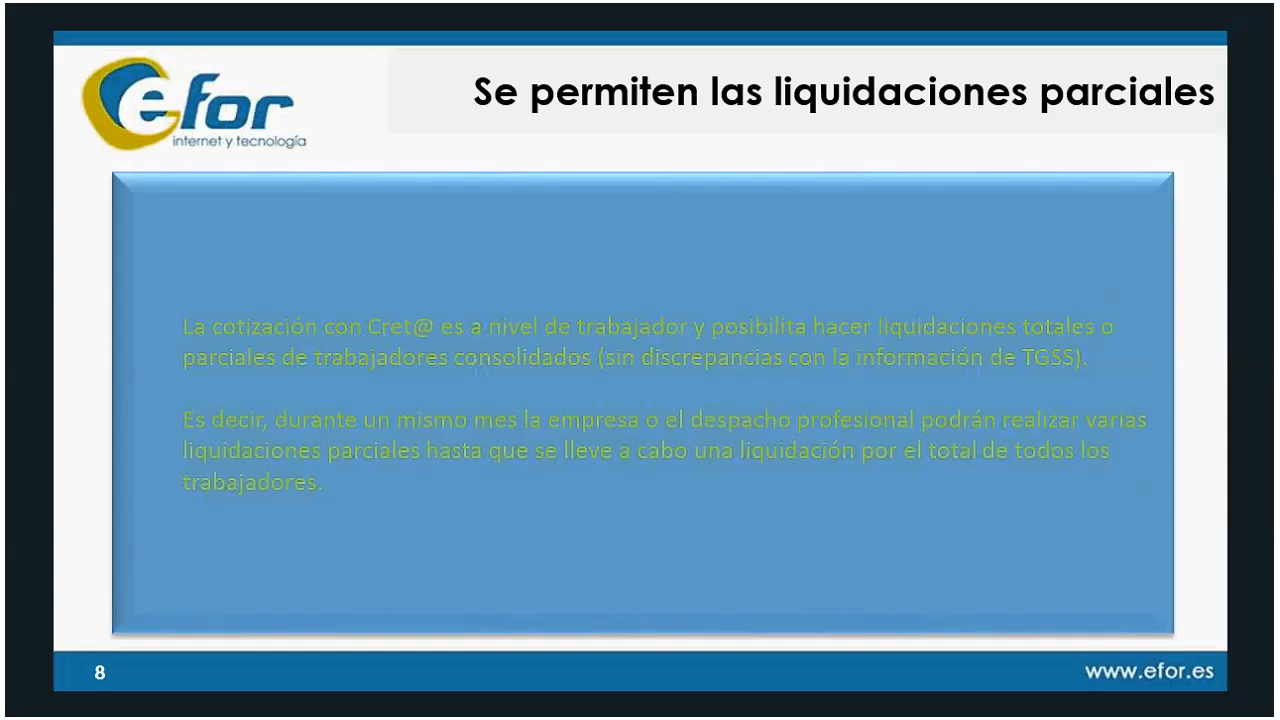 efor
internet y tecnología
Se permiten las liquidaciones parciales
La cotización con Cret@ es a nivel de trabajador y posibilita hacer liquidaciones totales o
parciales de trabajadores consolidados (sin discrepancias con la información de TGSS).
Es decir, durante un mismo mes la empresa o el despacho profesional podrán realizar varias
liquidaciones parciales hasta que se lleve a cabo una liquidación por el total de todos los
trabajadores.
8
www.efor.es